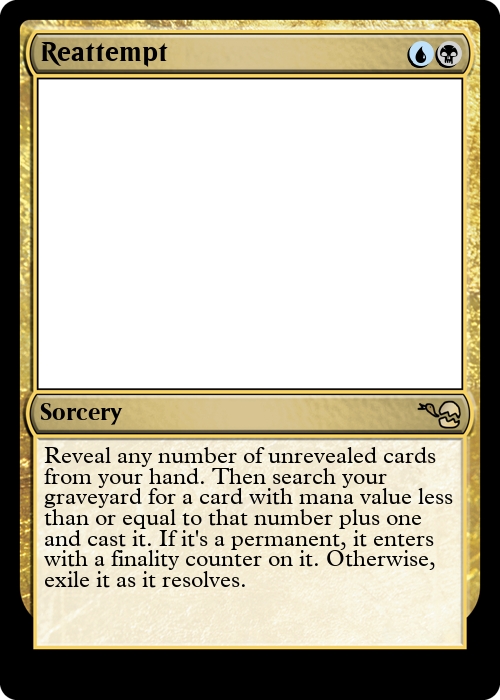 Reattempt
Sorcery
Reveal any number of unrevealed cards
from your hand. Then search your
graveyard for a card with mana value less
than or equal to that number plus one
and cast it. If it's a permanent, it enters
with a finality counter on it. Otherwise,
exile it as it resolves.